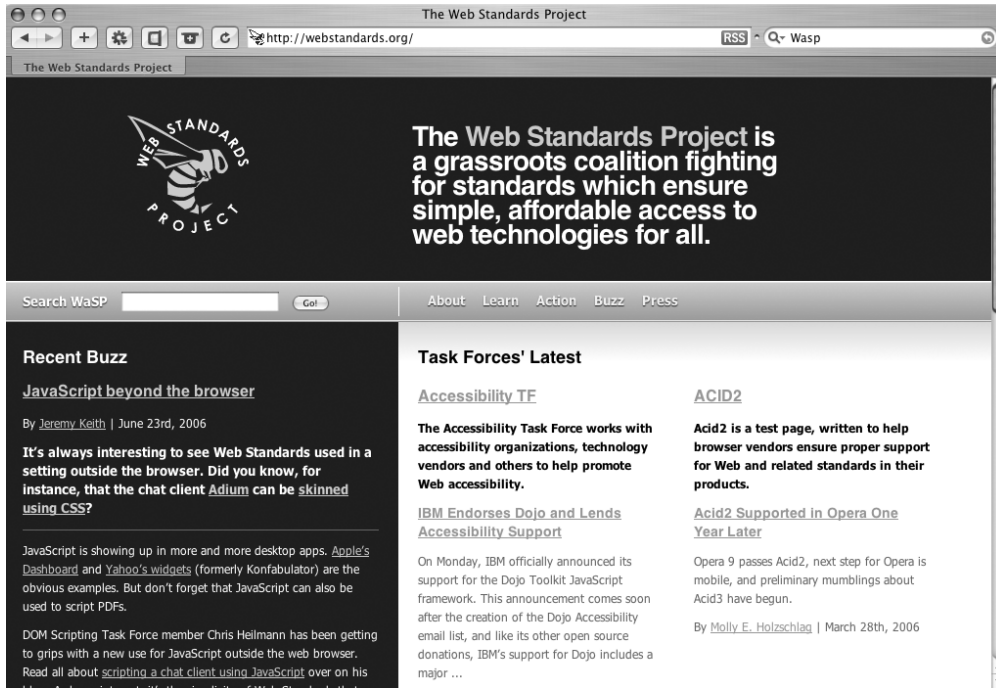 The Web Standards Project
http://webstandards.org/
RSS
Wasp
The Web Standards Project
WEB STANDARDS
PROJECT
The Web Standards Project is
a grassroots coalition fighting
for standards which ensure
simple, affordable access to
web technologies for all.
Search WaSP
Go!
About Learn Action Buzz Press
Recent Buzz
JavaScript beyond the browser
By Jeremy Keith | June 23rd, 2006
It's always interesting to see Web Standards used in a
setting outside the browser. Did you know, for
instance, that the chat client Adium can be skinned
using CSS?
JavaScript is showing up in more and more desktop apps. Apple's
Dashboard and Yahoo's widgets (formerly Konfabulator) are the
obvious examples. But don't forget that JavaScript can also be
used to script PDFs.
DOM Scripting Task Force member Chris Heilmann has been getting
to grips with a new use for JavaScript outside the web browser.
Read all about scripting a chat client using JavaScript over on his
Task Forces' Latest
Accessibility TF
The Accessibility Task Force works with
accessibility organizations, technology
vendors and others to help promote
Web accessibility.
IBM Endorses Dojo and Lends
Accessibility Support
On Monday, IBM officially announced its
support for the Dojo Toolkit JavaScript
framework. This announcement comes soon
after the creation of the Dojo Accessibility
email list, and like its other open source
donations, IBM's support for Dojo includes a
major ...
ACID2
Acid2 is a test page, written to help
browser vendors ensure proper support
for Web and related standards in their
products.
Acid2 Supported in Opera One
Year Later
Opera 9 passes Acid2, next step for Opera is
mobile, and preliminary mumblings about
Acid3 have begun.
By Molly E. Holzschlag | March 28th, 2006